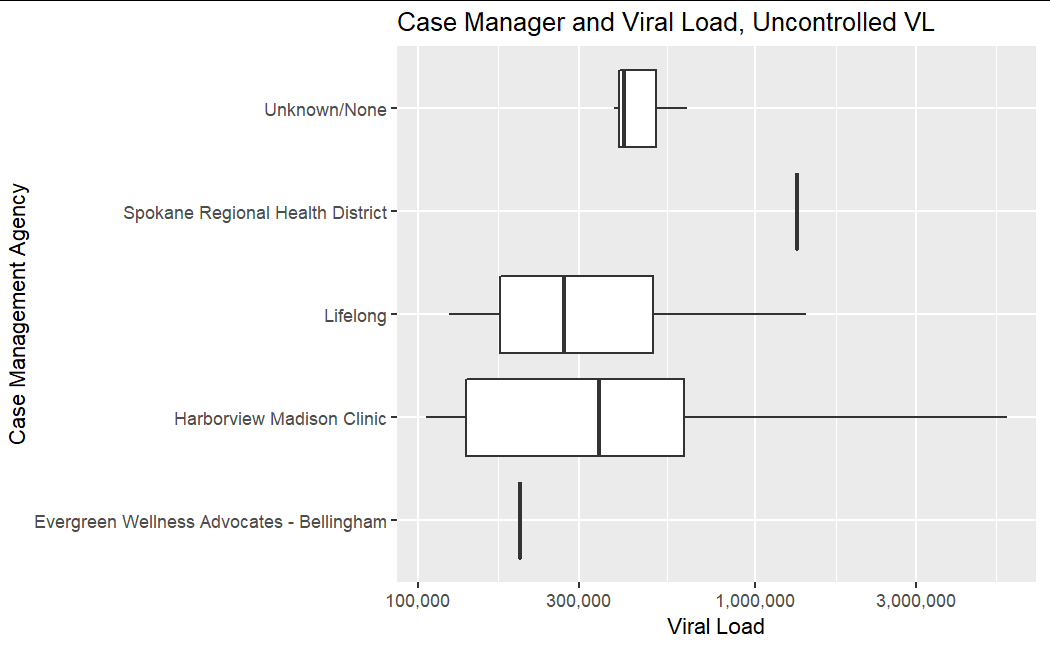 Case Manager and Viral Load, Uncontrolled VL
Case Management Agency
Unknown/None
Spokane Regional Health District
Lifelong
Harborview Madison Clinic
Evergreen Wellness Advocates - Bellingham
100,000
300,000
1,000,000
3,000,000
Viral Load